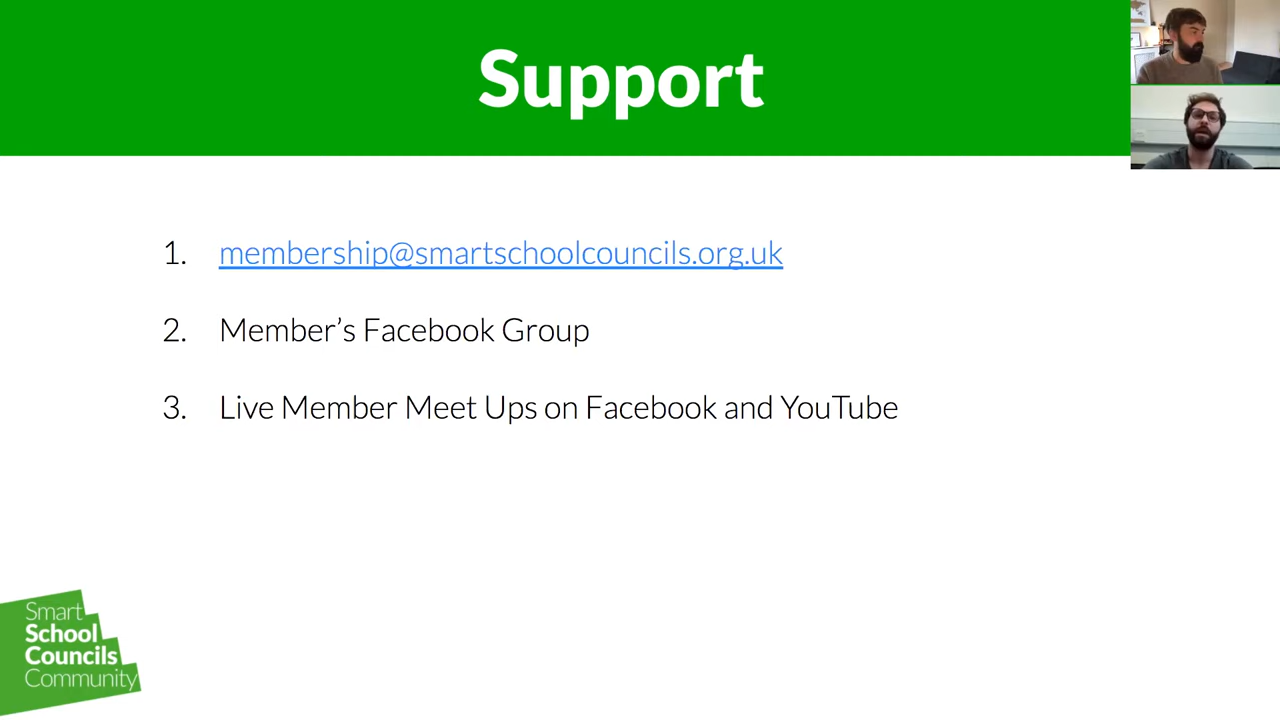 Support
1. membership@smartschoolcouncils.org.uk
2. Member’s Facebook Group
3. Live Member Meet Ups on Facebook and YouTube
Smart
School
Councils
Community